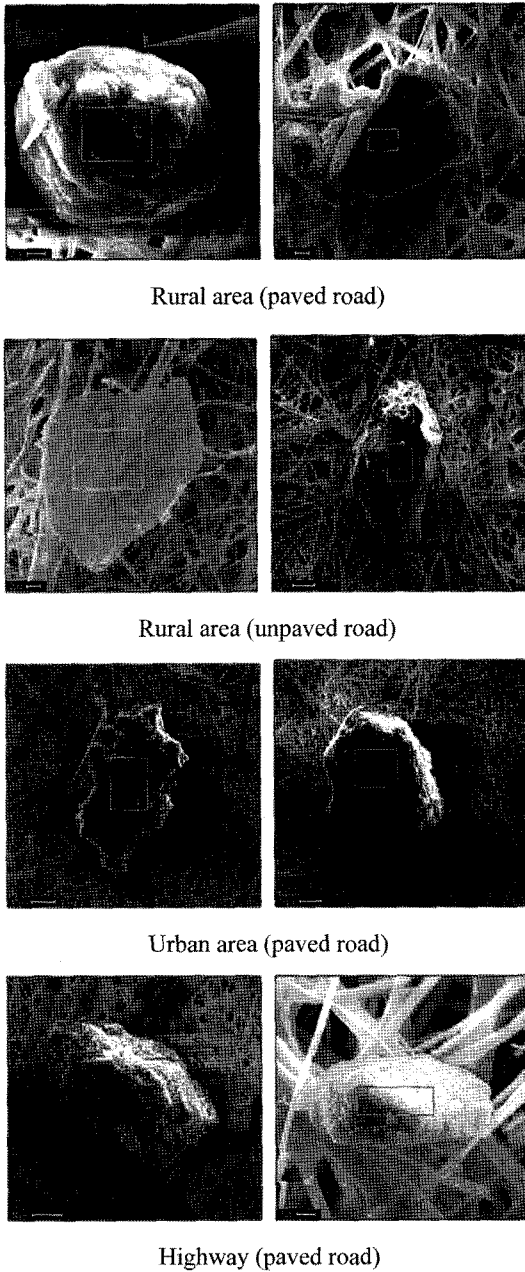 Rural area (paved road)
Rural area (unpaved road)
Urban area (paved road)
Highway (paved road)